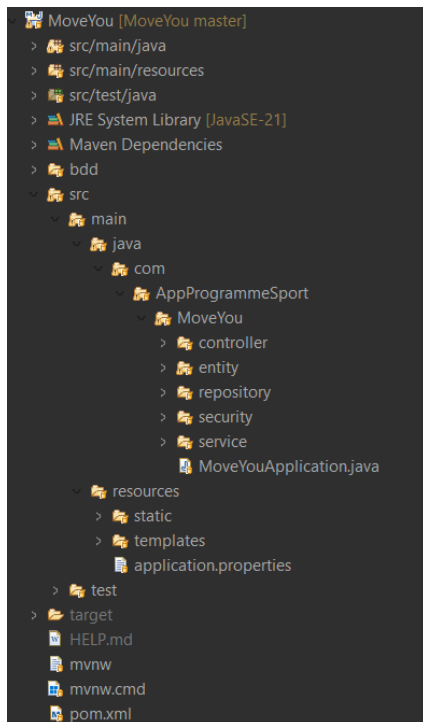 MoveYou [MoveYou master]
src/main/java
src/main/resources
src/test/java
JRE System Library [JavaSE-21]
Maven Dependencies
bdd
src
main
java
com
AppProgrammeSport
MoveYou
controller
entity
repository
security
service
MoveYouApplication.java
resources
static
templates
application.properties
test
target
HELP.md
mvnw
mvnw.cmd
pom.xml